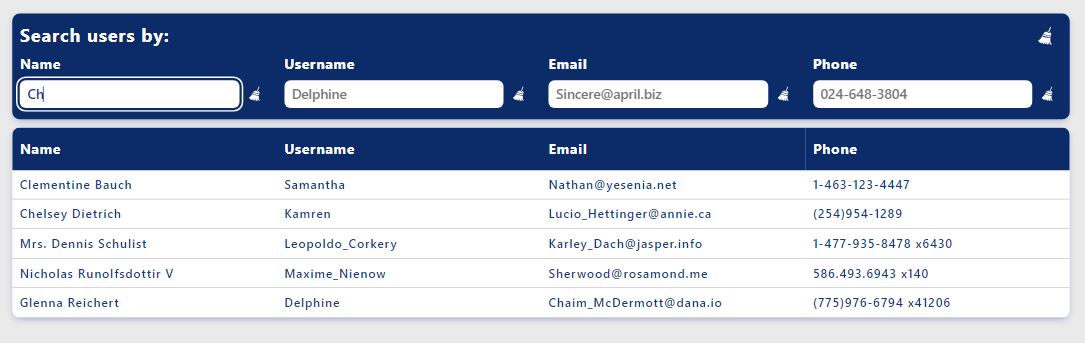 Search users by:
Name Username Email Phone
Ch Delphine Sincere@april.biz 024-648-3804
Name Username Email Phone
Clementine Bauch Samantha Nathan@yesenia.net 1-463-123-4447
Chelsey Dietrich Kamren Lucio_Hettinger@annie.ca (254)954-1289
Mrs. Dennis Schulist Leopoldo_Corkery Karley_Dach@jasper.info 1-477-935-8478 x6430
Nicholas Runolfsdottir V Maxime_Nienow Sherwood@rosamond.me 586.493.6943 x140
Glenna Reichert Delphine Chaim_McDermott@dana.io (775)976-6794 x41206